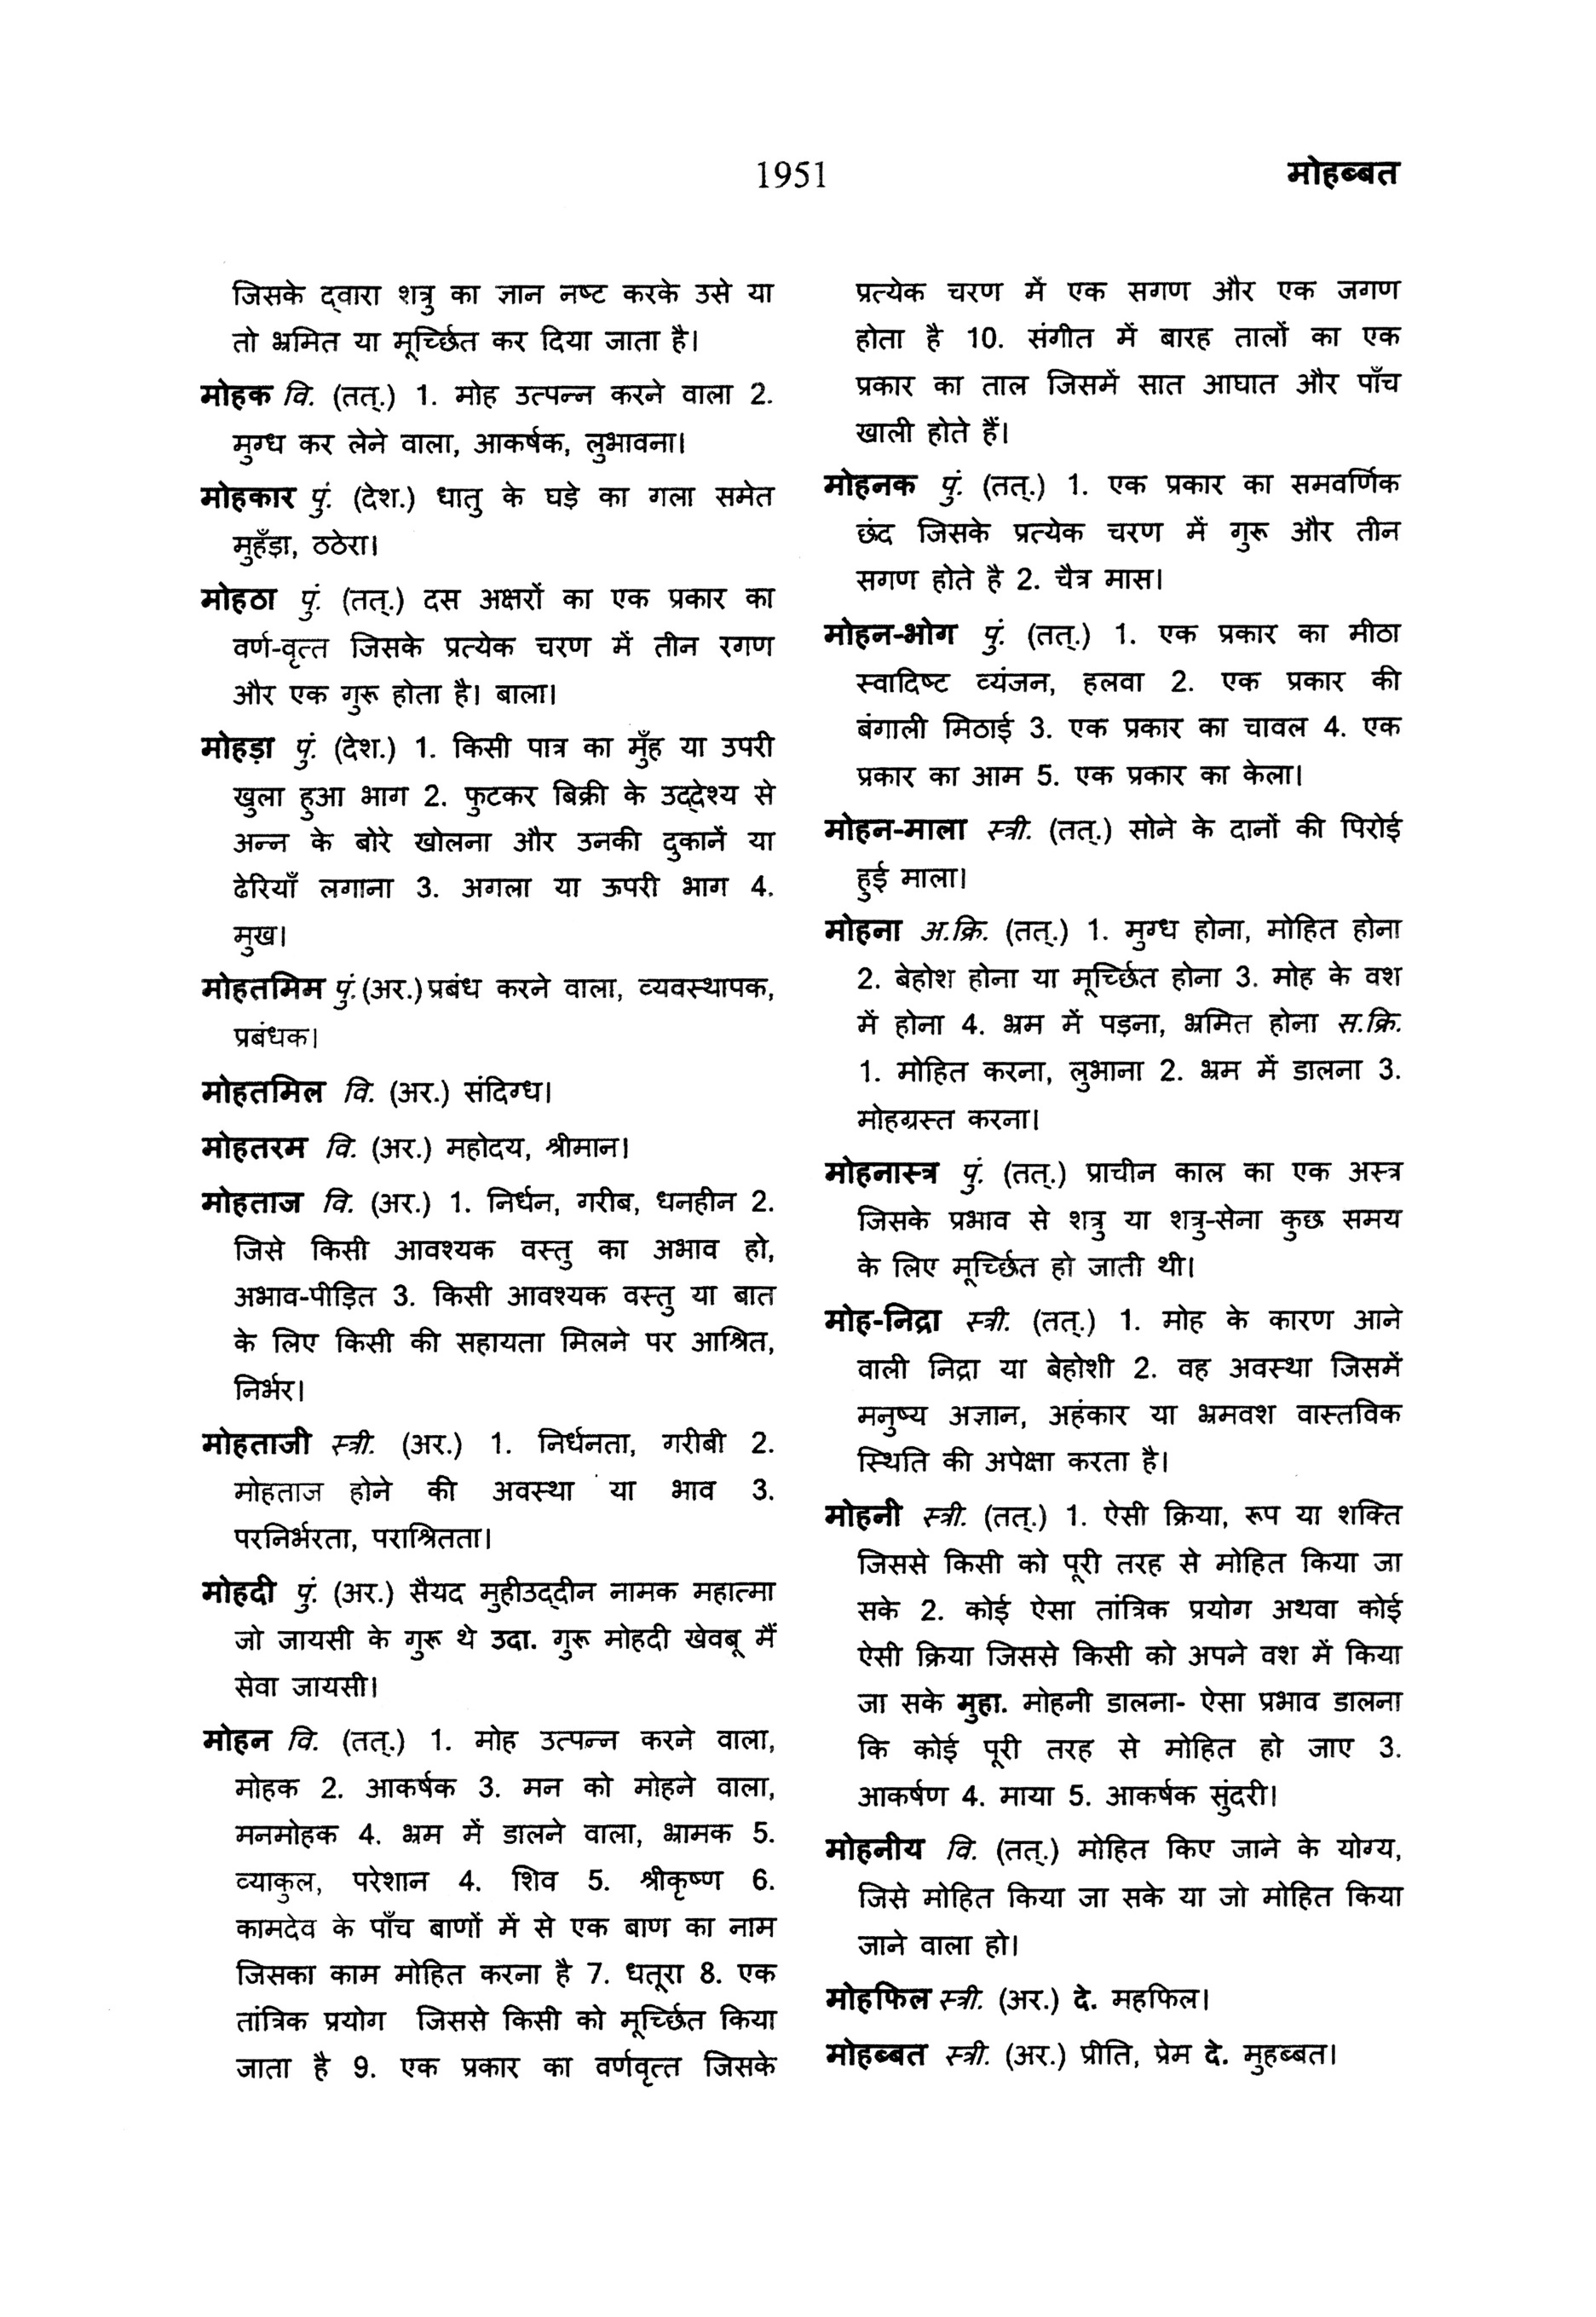 1951
मोहब्बत
जिसके द्‌वारा शत्रु का ज्ञान नष्ट करके उसे या
तो भ्रमित या मूर्च्छित कर दिया जाता है।
मोहक वि. (तत्.) 1. मोह उत्पन्न करने वाला 2.
मुग्ध कर लेने वाला, आकर्षक, लुभावना।
मोहकार पुं. (देश.) धातु के घड़े का गला समेत
मुहँड़ा, ठठेरा।
मोहठा पुं. (तत्.) दस अक्षरों का एक प्रकार का
वर्ण-वृत्त जिसके प्रत्येक चरण में तीन रगण
और एक गुरू होता है। बाला।
मोहड़ा पुं. (देश.) 1. किसी पात्र का मुँह या उपरी
खुला हुआ भाग 2. फुटकर बिक्री के उद्‌देश्य से
अन्न के बोरे खोलना और उनकी दुकानें या
ढेरियाँ लगाना 3. अगला या ऊपरी भाग 4.
मुख।
मोहतमिम पुं.(अर.) प्रबंध करने वाला, व्यवस्थापक,
प्रबंधक।
मोहतमिल वि. (अर.) संदिग्ध।
मोहतरम वि. (अर.) महोदय, श्रीमान।
मोहताज वि. (अर.) 1. निर्धन, गरीब, धनहीन 2.
जिसे किसी आवश्यक वस्तु का अभाव हो,
अभाव-पीड़ित 3. किसी आवश्यक वस्तु या बात
के लिए किसी की सहायता मिलने पर आश्रित,
निर्भर।
मोहताजी स्त्री. (अर.) 1. निर्धनता, गरीबी 2.
मोहताज होने की अवस्था या भाव 3.
परनिर्भरता, पराश्रितता।
मोहदी पुं. (अर.) सैयद मुहीउद्‌दीन नामक महात्मा
जो जायसी के गुरू थे उदा. गुरू मोहदी खेवबू मैं
सेवा जायसी।
मोहन वि. (तत्.) 1. मोह उत्पन्न करने वाला,
मोहक 2. आकर्षक 3. मन को मोहने वाला,
मनमोहक 4. भ्रम में डालने वाला, भ्रामक 5.
व्याकुल, परेशान 4. शिव 5. श्रीकृष्ण 6.
कामदेव के पाँच बाणों में से एक बाण का नाम
जिसका काम मोहित करना है 7. धतूरा 8. एक
तांत्रिक प्रयोग जिससे किसी को मूर्च्छित किया
जाता है 9. एक प्रकार का वर्णवृत्त जिसके
प्रत्येक चरण में एक सगण और एक जगण
होता है 10. संगीत में बारह तालों का एक
प्रकार का ताल जिसमें सात आघात और पाँच
खाली होते हैं।
मोहनक पुं. (तत्.) 1. एक प्रकार का समवर्णिक
छंद जिसके प्रत्येक चरण में गुरू और तीन
सगण होते है 2. चैत्र मास।
मोहन-भोग पुं. (तत्.) 1. एक प्रकार का मीठा
स्वादिष्ट व्यंजन, हलवा 2. एक प्रकार की
बंगाली मिठाई 3. एक प्रकार का चावल 4. एक
प्रकार का आम 5. एक प्रकार का केला।
मोहन-माला स्त्री. (तत्.) सोने के दानों की पिरोई
हुई माला।
मोहना अ.क्रि. (तत्.) 1. मुग्ध होना, मोहित होना
2. बेहोश होना या मूर्च्छित होना 3. मोह के वश
में होना 4. भ्रम में पड़ना, भ्रमित होना स.क्रि.
1. मोहित करना, लुभाना 2. भ्रम में डालना 3.
मोहग्रस्त करना।
मोहनास्त्र पुं. (तत्.) प्राचीन काल का एक अस्त्र
जिसके प्रभाव से शत्रु या शत्रु-सेना कुछ समय
के लिए मूर्च्छित हो जाती थी।
मोह-निद्रा स्त्री. (तत्.) 1. मोह के कारण आने
वाली निद्रा या बेहोशी 2. वह अवस्था जिसमें
मनुष्य अज्ञान, अहंकार या भ्रमवश वास्तविक
स्थिति की अपेक्षा करता है।
मोहनी स्त्री. (तत्.) 1. ऐसी क्रिया, रूप या शक्ति
जिससे किसी को पूरी तरह से मोहित किया जा
सके 2. कोई ऐसा तांत्रिक प्रयोग अथवा कोई
ऐसी क्रिया जिससे किसी को अपने वश में किया
जा सके मुहा. मोहनी डालना- ऐसा प्रभाव डालना
कि कोई पूरी तरह से मोहित हो जाए 3.
आकर्षण 4. माया 5. आकर्षक सुंदरी।
मोहनीय वि. (तत्.) मोहित किए जाने के योग्य,
जिसे मोहित किया जा सके या जो मोहित किया
जाने वाला हो।
मोहफिल स्त्री. (अर.) दे. महफिल।
मोहब्बत स्त्री. (अर.) प्रीति, प्रेम दे. मुहब्बत।